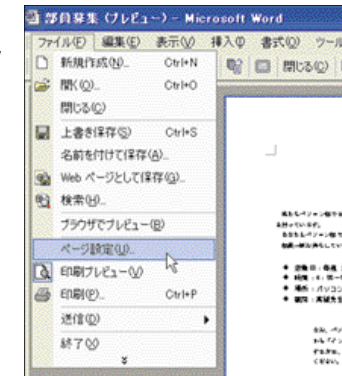 部員募集 (プレビュー) - Microsoft Word
ファイル(F) 編集(E) 表示(V) 挿入(I) 書式(O) ツール
閉じる(C)
新規作成(N)... Ctrl+N
開く(O)... Ctrl+O
閉じる(C)
上書き保存(S) Ctrl+S
名前を付けて保存(A)...
Web ページとして保存(G)...
検索(H)...
ブラウザでプレビュー(B)
ページ設定(U)...
印刷プレビュー(V)
印刷(P)... Ctrl+P
送信(D)
終了(X)